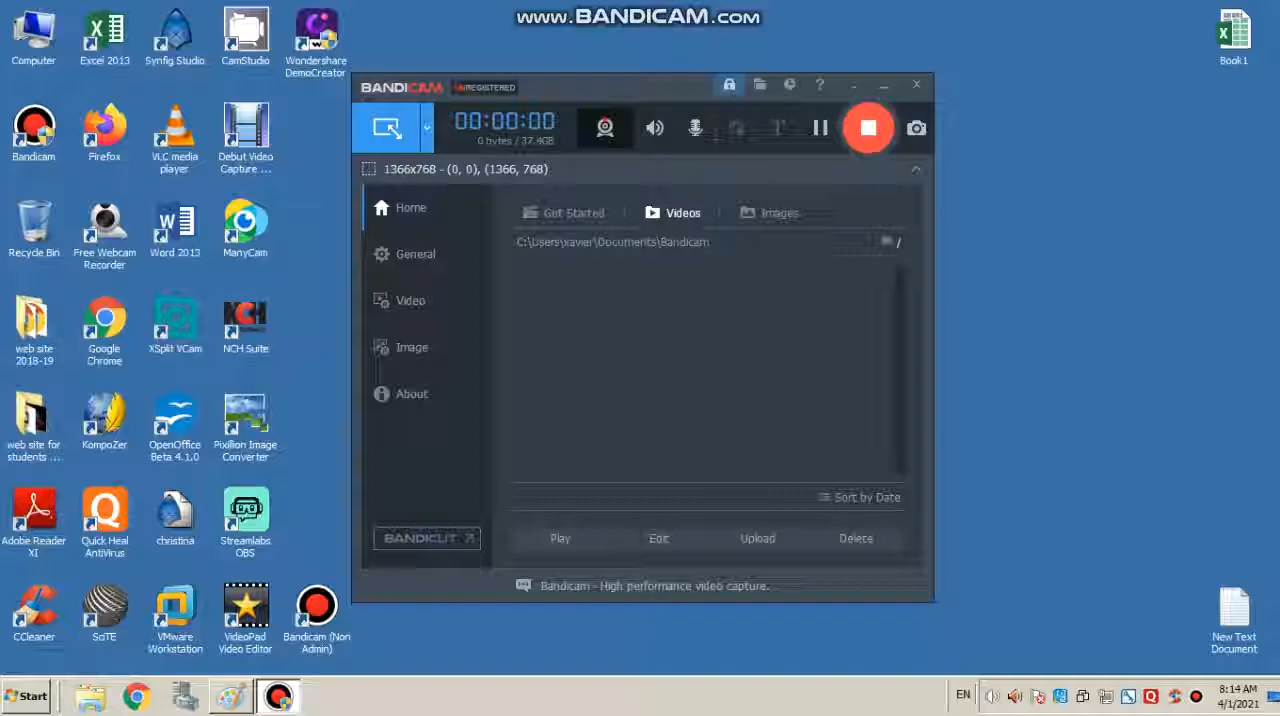 www.BANDICAM.com
Computer
Excel 2013
Synfig Studio
CamStudio
Wondershare
DemoCreator
Book1
Bandicam
Firefox
VLC media
player
Debut Video
Capture ...
Recycle Bin
Free Webcam
Recorder
Word 2013
ManyCam
web site
2018-19
Google
Chrome
XSplit VCam
NCH Suite
web site for
students ...
KompoZer
OpenOffice
Beta 4.1.0
Pixillion Image
Converter
Adobe Reader
XI
Quick Heal
AntiVirus
christina
Streamlabs
OBS
CCleaner
SciTE
VMware
Workstation
VideoPad
Video Editor
Bandicam (Non
Admin)
BANDICAM UNREGISTERED
00:00:00
0 bytes / 37.4GB
1366x768 - (0, 0), (1366, 768)
Home
General
Video
Image
About
BANDICUT
Get Started
Videos
Images
C:\Users\xavier\Documents\Bandicam
Sort by Date
Play
Edit
Upload
Delete
Bandicam - High performance video capture.
New Text
Document
Start
EN
8:14 AM
4/1/2021